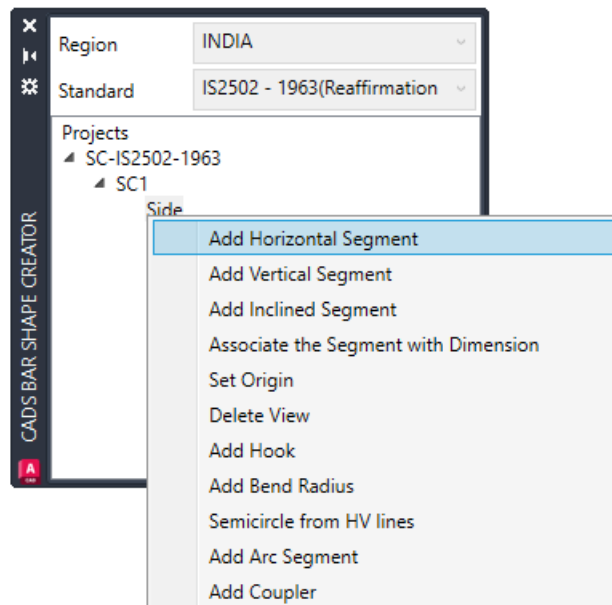 Region
INDIA
Standard
IS2502 - 1963(Reaffirmation
Projects
SC-IS2502-1963
SC1
Side
Add Horizontal Segment
Add Vertical Segment
Add Inclined Segment
Associate the Segment with Dimension
Set Origin
Delete View
Add Hook
Add Bend Radius
Semicircle from HV lines
Add Arc Segment
Add Coupler
CADS BAR SHAPE CREATOR
A
CAD